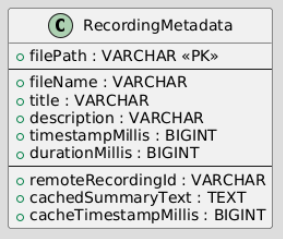 C RecordingMetadata
filePath : VARCHAR «PK»
fileName : VARCHAR
title : VARCHAR
description : VARCHAR
timestampMillis : BIGINT
durationMillis : BIGINT
remoteRecordingId : VARCHAR
cachedSummaryText : TEXT
cacheTimestampMillis : BIGINT